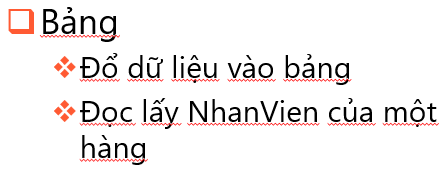 Bảng
Đổ dữ liệu vào bảng
Đọc lấy NhanVien của một
hàng